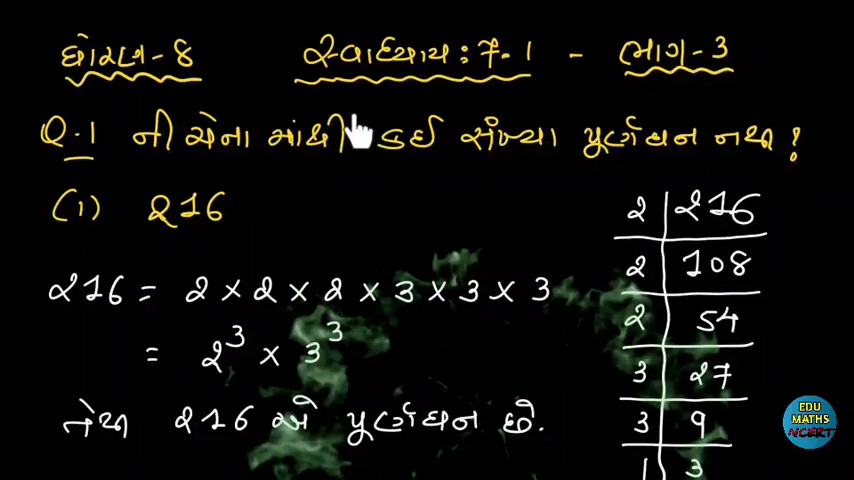 ધોરણ-8 સ્વાધ્યાય:7.1 - ભાગ-3
Q.1 નીચેના માંથી કઈ સંખ્યા પૂર્ણઘન નથી?
(1) 216
216 = 2 × 2 × 2 × 3 × 3 × 3
= 2³ × 3³
તેથી 216 એ પૂર્ણઘન છે.
2 | 216
2 | 108
2 | 54
3 | 27
3 | 9
1 | 3
EDU
MATHS
NCERT